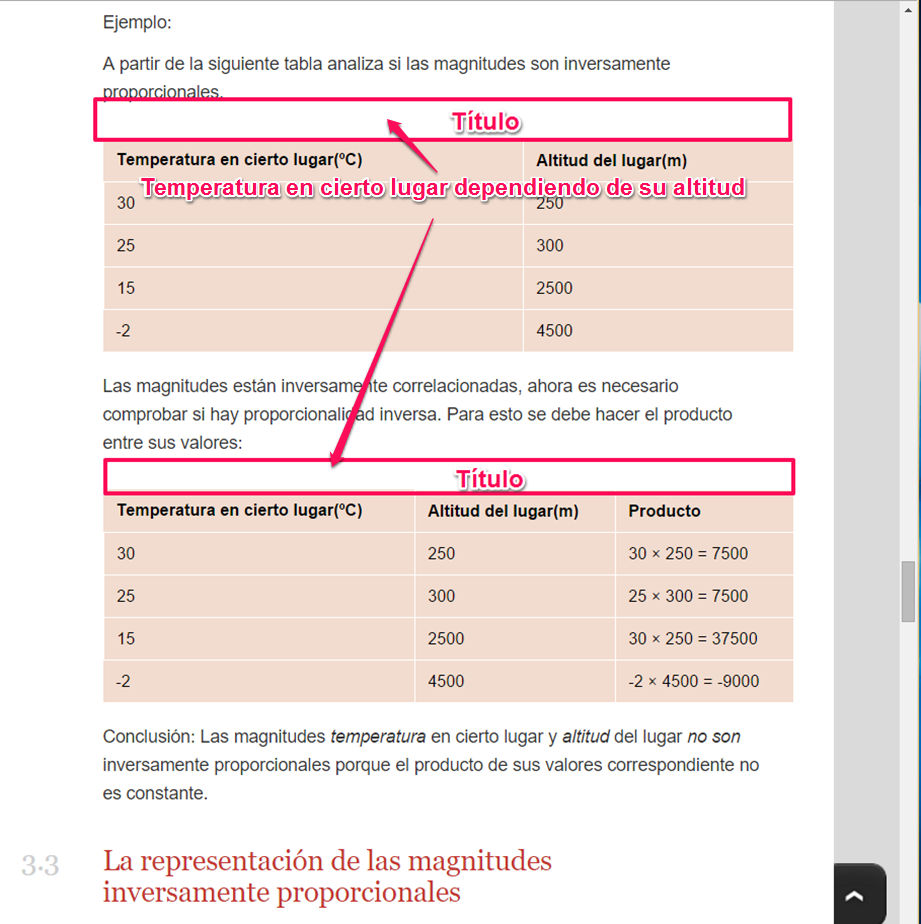 Ejemplo:
A partir de la siguiente tabla analiza si las magnitudes son inversamente
proporcionales.
Título
Temperatura en cierto lugar(ºC) Altitud del lugar(m)
Temperatura en cierto lugar dependiendo de su altitud
30 250
25 300
15 2500
-2 4500
Las magnitudes están inversamente correlacionadas, ahora es necesario
comprobar si hay proporcionalidad inversa. Para esto se debe hacer el producto
entre sus valores:
Título
Temperatura en cierto lugar(ºC) Altitud del lugar(m) Producto
30 250 30 × 250 = 7500
25 300 25 × 300 = 7500
15 2500 30 × 250 = 37500
-2 4500 -2 × 4500 = -9000
Conclusión: Las magnitudes temperatura en cierto lugar y altitud del lugar no son
inversamente proporcionales porque el producto de sus valores correspondiente no
es constante.
3.3 La representación de las magnitudes
inversamente proporcionales